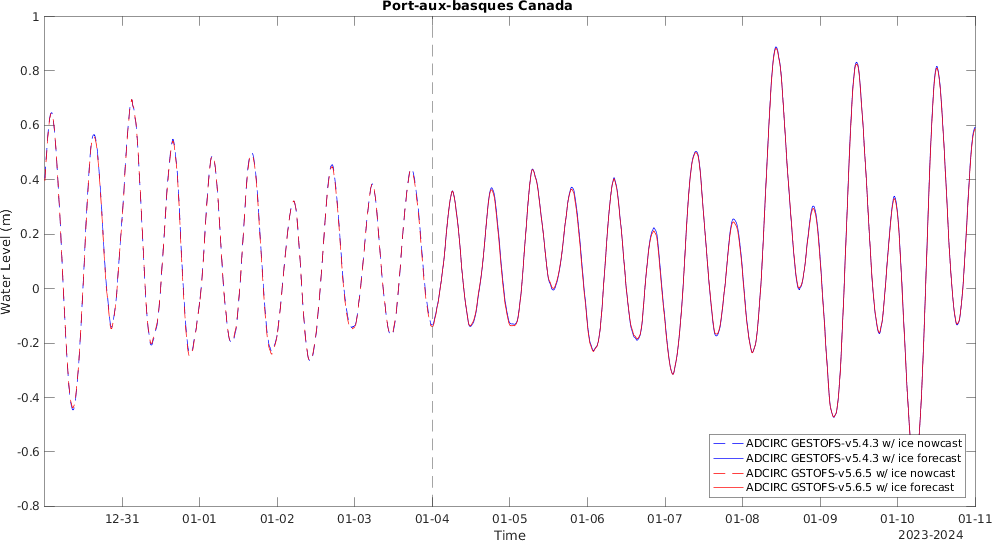 Port-aux-basques Canada
1
0.8
0.6
0.4
0.2
0
-0.2
-0.4
-0.6
-0.8
Water Level (m)
ADCIRC GESTOFS-v5.4.3 w/ ice nowcast
ADCIRC GESTOFS-v5.4.3 w/ ice forecast
ADCIRC GSTOFS-v5.6.5 w/ ice nowcast
ADCIRC GSTOFS-v5.6.5 w/ ice forecast
12-31 01-01 01-02 01-03 01-04 01-05 01-06 01-07 01-08 01-09 01-10 01-11
Time
2023-2024